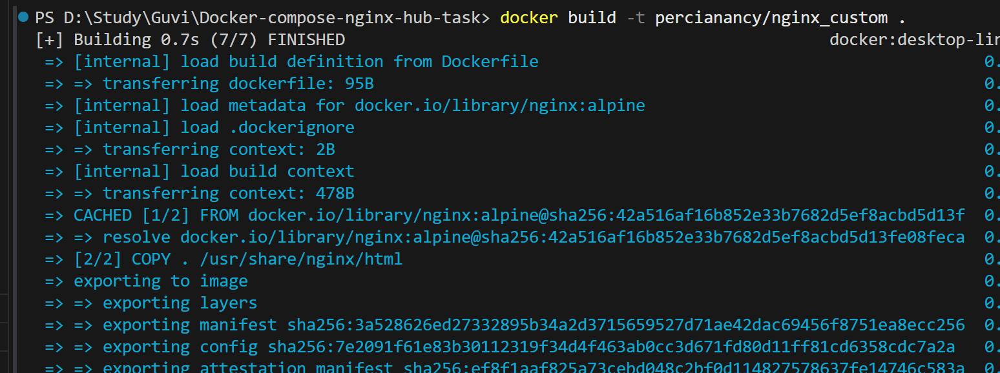 PS D:\Study\Guvi\Docker-compose-nginx-hub-task> docker build -t percianancy/nginx_custom .
[+] Building 0.7s (7/7) FINISHED docker:desktop-lin
=> [internal] load build definition from Dockerfile 0.
=> => transferring dockerfile: 95B 0.
=> [internal] load metadata for docker.io/library/nginx:alpine 0.
=> [internal] load .dockerignore 0.
=> => transferring context: 2B 0.
=> [internal] load build context 0.
=> => transferring context: 478B 0.
=> CACHED [1/2] FROM docker.io/library/nginx:alpine@sha256:42a516af16b852e33b7682d5ef8acbd5d13f 0.
=> => resolve docker.io/library/nginx:alpine@sha256:42a516af16b852e33b7682d5ef8acbd5d13fe08feca 0.
=> [2/2] COPY . /usr/share/nginx/html 0.
=> exporting to image 0.
=> => exporting layers 0.
=> => exporting manifest sha256:3a528626ed27332895b34a2d3715659527d71ae42dac69456f8751ea8ecc256 0.
=> => exporting config sha256:7e2091f61e83b30112319f34d4f463ab0cc3d671fd80d11ff81cd6358cdc7a2a 0.
=> => exporting attestation manifest sha256:ef8f1aaf825a73cebd048c2bf0d114827578637fe14746c583a 0.